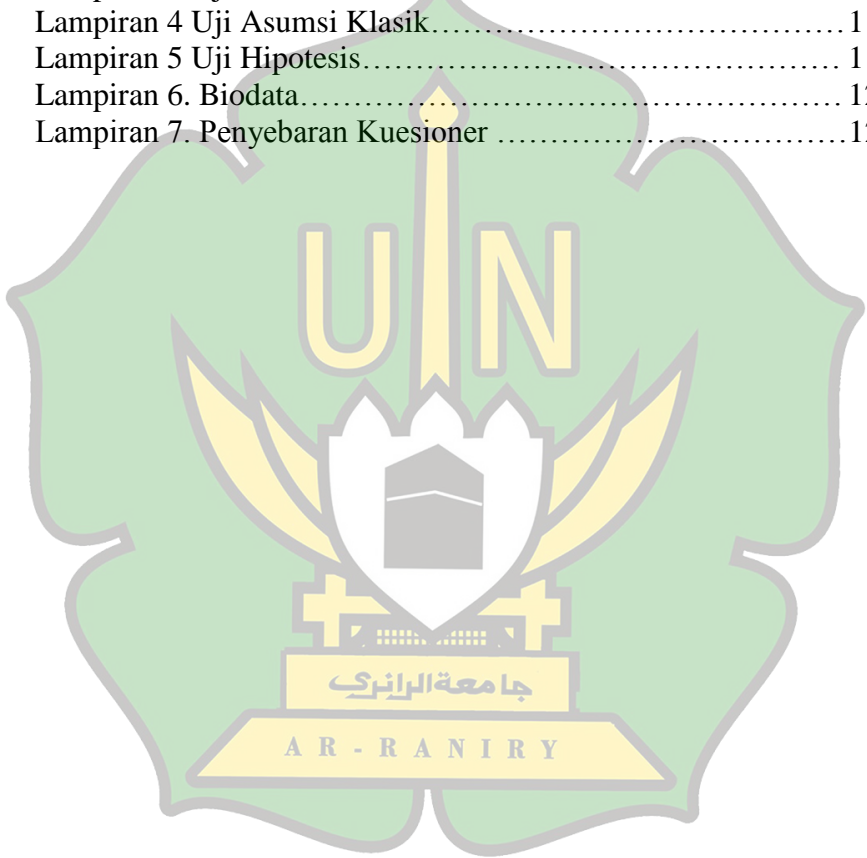 Lampiran 4 Uji Asumsi Klasik…………………………………1
Lampiran 5 Uji Hipotesis………………………………………1
Lampiran 6. Biodata……………………………………………
Lampiran 7. Penyebaran Kuesioner ……………………………
UIN
جامعة الرانري
AR-RANIRY